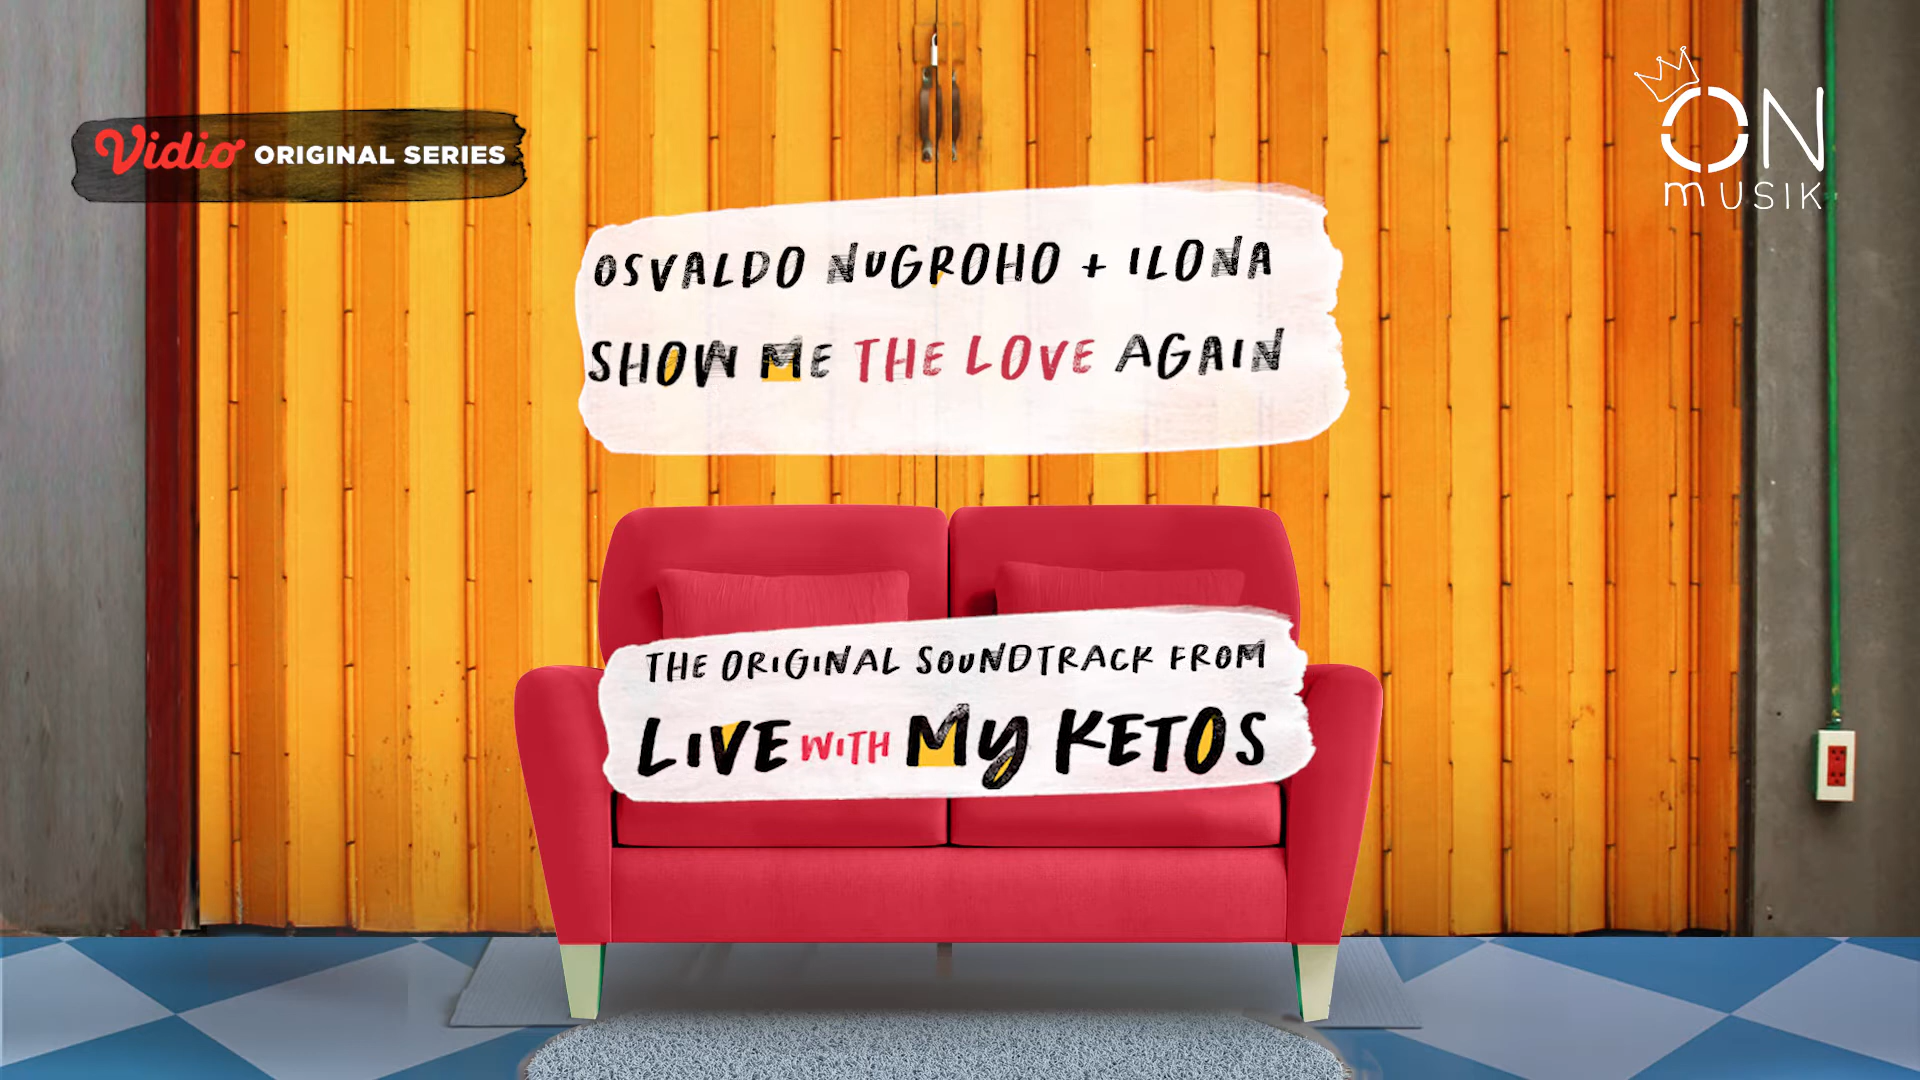 Vidio ORIGINAL SERIES
ON
MUSIK
OSVALDO NUGROHO + ILONA
SHOW ME THE LOVE AGAIN
THE ORIGINAL SOUNDTRACK FROM
LIVE WITH MY KETOS